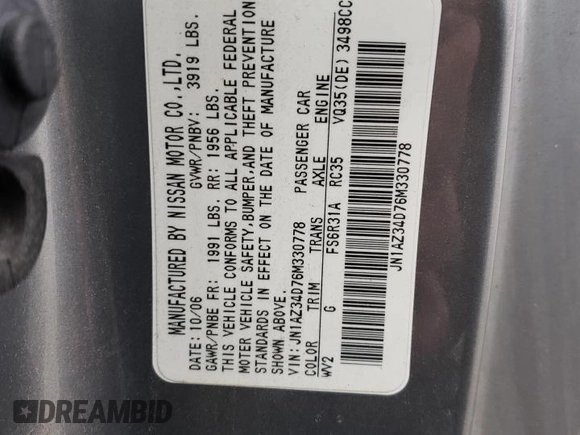 MANUFACTURED BY NISSAN MOTOR CO.,LTD.
DATE: 10/06 GVWR/PNBV: 3919 LBS.
GAWR/PNBE FR: 1991 LBS. RR: 1956 LBS.
THIS VEHICLE CONFORMS TO ALL APPLICABLE FEDERAL
MOTOR VEHICLE SAFETY,BUMPER,AND THEFT PREVENTION
STANDARDS IN EFFECT ON THE DATE OF MANUFACTURE
SHOWN ABOVE.
VIN: JN1AZ34D76M330778 PASSENGER CAR
COLOR TRIM TRANS AXLE ENGINE
WV2 G FS6R31A RC35 VQ35(DE) 3498CC
JN1AZ34D76M330778
DREAMBID